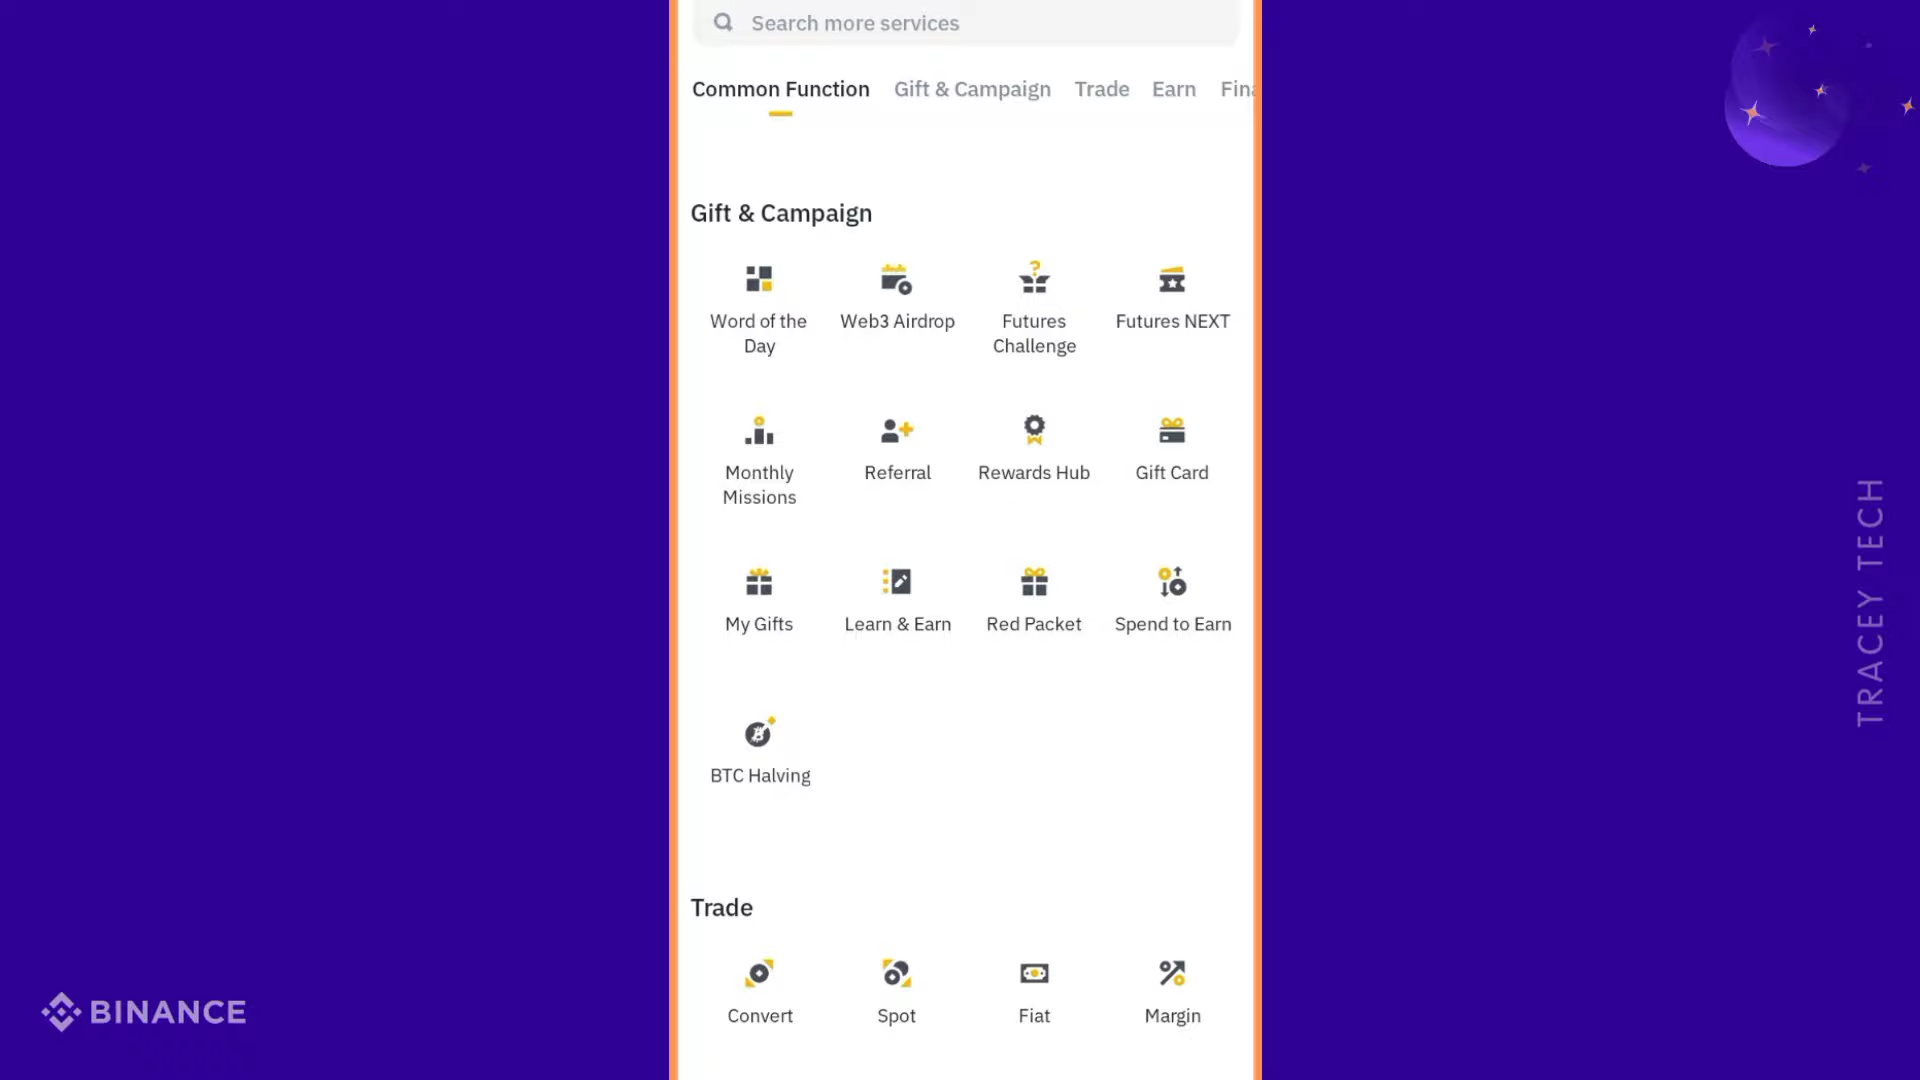 Search more services
Common Function Gift & Campaign Trade Earn Fina
Gift & Campaign
Word of the
Day
Web3 Airdrop
Futures
Challenge
Futures NEXT
Monthly
Missions
Referral
Rewards Hub
Gift Card
My Gifts
Learn & Earn
Red Packet
Spend to Earn
BTC Halving
Trade
Convert
Spot
Fiat
Margin
BINANCE
TRACEY TECH